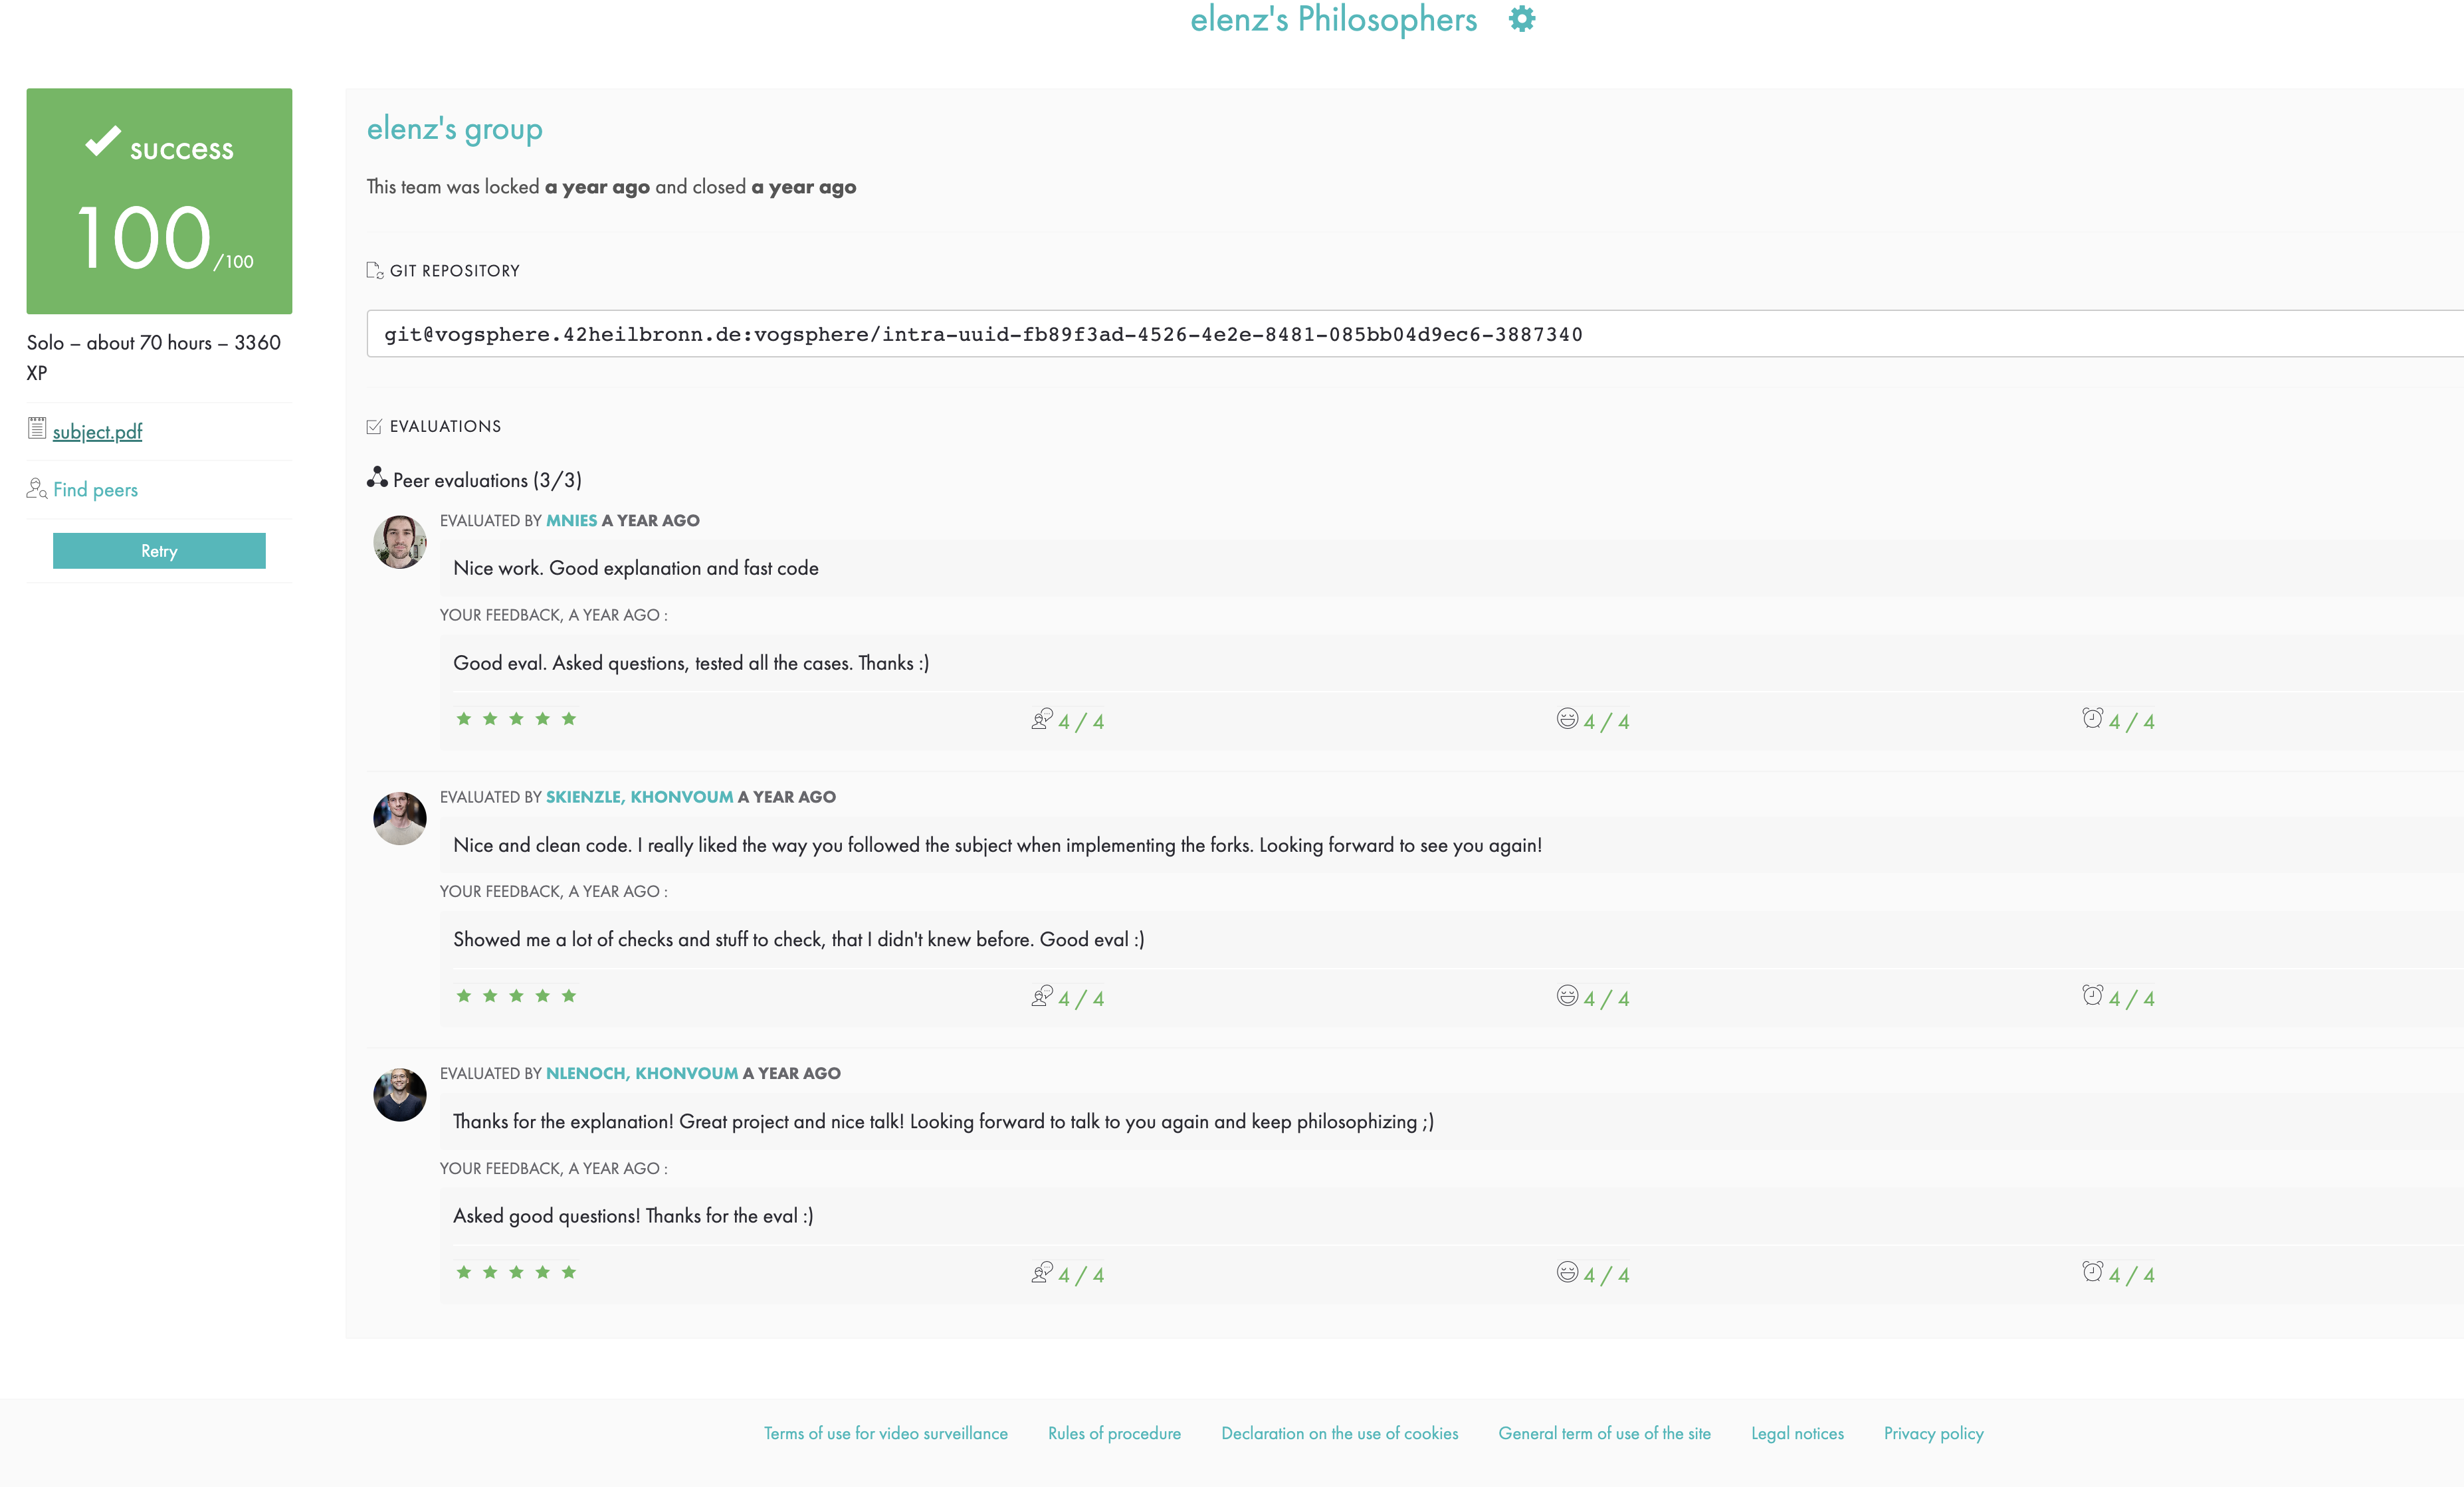 elenz's Philosophers
success
100/100
Solo – about 70 hours – 3360
XP
subject.pdf
Find peers
Retry
elenz's group
This team was locked a year ago and closed a year ago
GIT REPOSITORY
git@vogsphere.42heilbronn.de:vogsphere/intra-uuid-fb89f3ad-4526-4e2e-8481-085bb04d9ec6-3887340
EVALUATIONS
Peer evaluations (3/3)
EVALUATED BY MNIES A YEAR AGO
Nice work. Good explanation and fast code
YOUR FEEDBACK, A YEAR AGO :
Good eval. Asked questions, tested all the cases. Thanks :)
4 / 4 4 / 4 4 / 4
EVALUATED BY SKIENZLE, KHONVOUM A YEAR AGO
Nice and clean code. I really liked the way you followed the subject when implementing the forks. Looking forward to see you again!
YOUR FEEDBACK, A YEAR AGO :
Showed me a lot of checks and stuff to check, that I didn't knew before. Good eval :)
4 / 4 4 / 4 4 / 4
EVALUATED BY NLENOCH, KHONVOUM A YEAR AGO
Thanks for the explanation! Great project and nice talk! Looking forward to talk to you again and keep philosophizing ;)
YOUR FEEDBACK, A YEAR AGO :
Asked good questions! Thanks for the eval :)
4 / 4 4 / 4 4 / 4
Terms of use for video surveillance Rules of procedure Declaration on the use of cookies General term of use of the site Legal notices Privacy policy